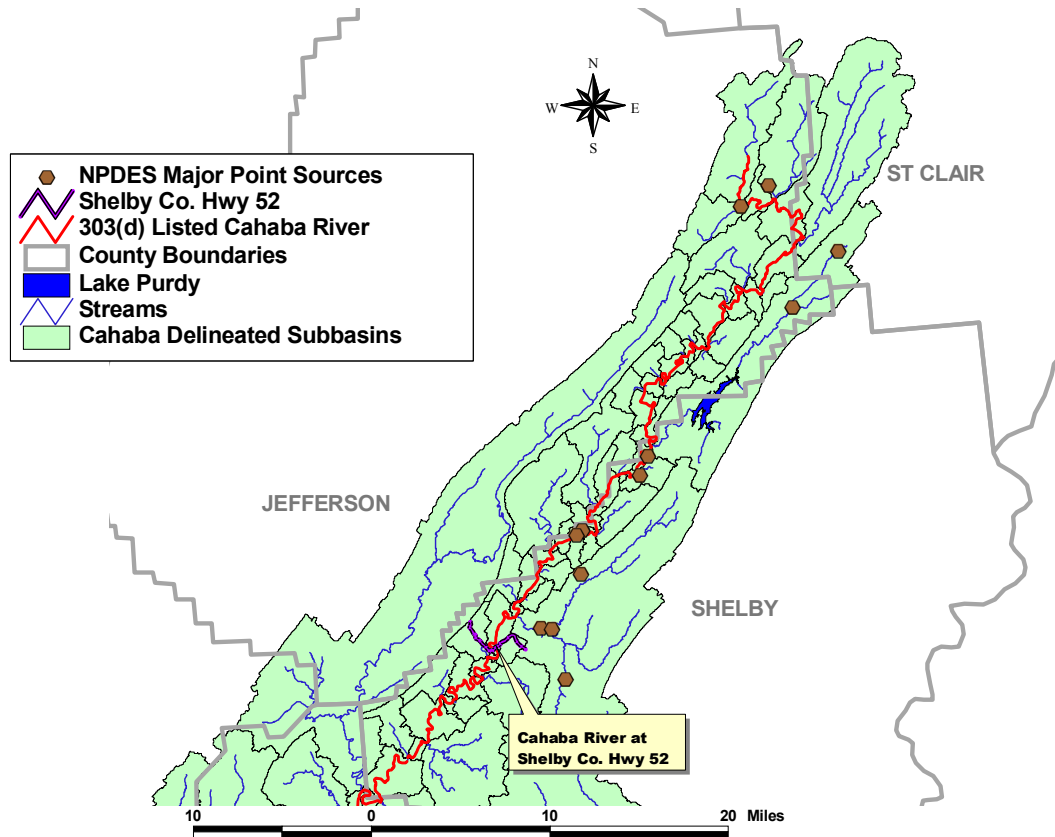 N
W E
S
NPDES Major Point Sources
Shelby Co. Hwy 52
303(d) Listed Cahaba River
County Boundaries
Lake Purdy
Streams
Cahaba Delineated Subbasins
ST CLAIR
JEFFERSON
SHELBY
Cahaba River at
Shelby Co. Hwy 52
10 0 10 20 Miles